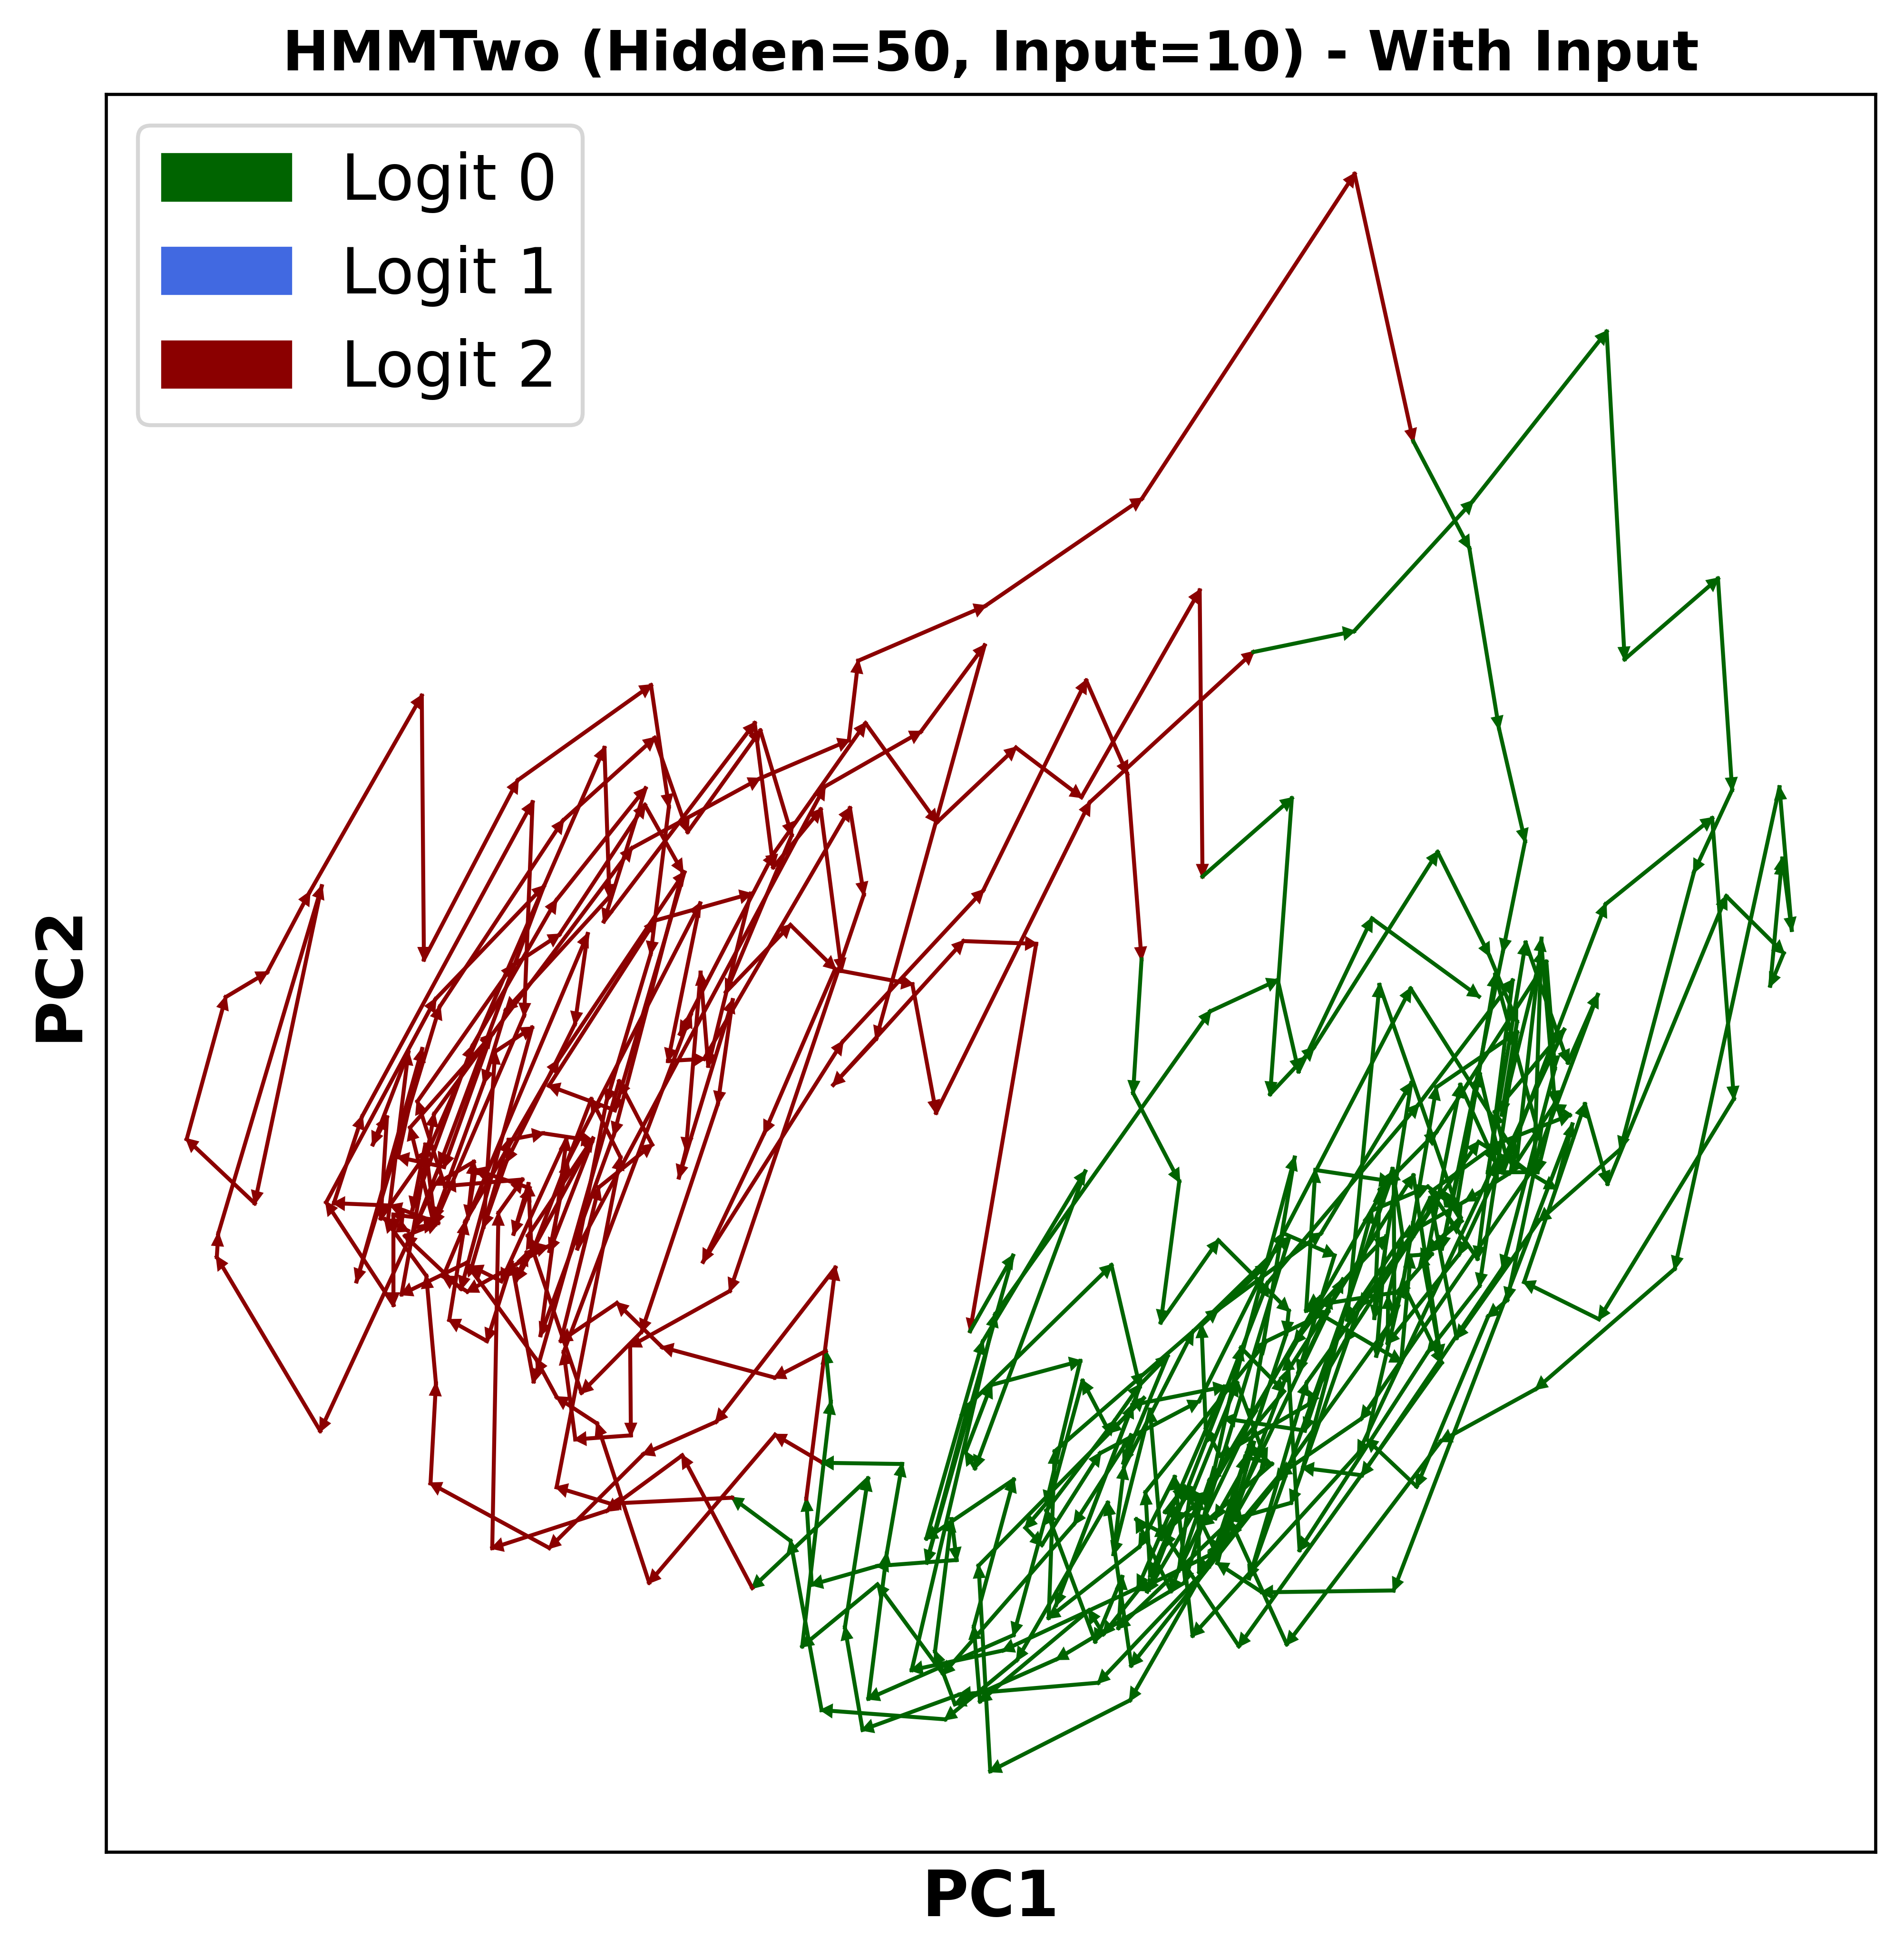 HMMTwo (Hidden=50, Input=10) - With Input
Logit 0
Logit 1
Logit 2
PC2
PC1